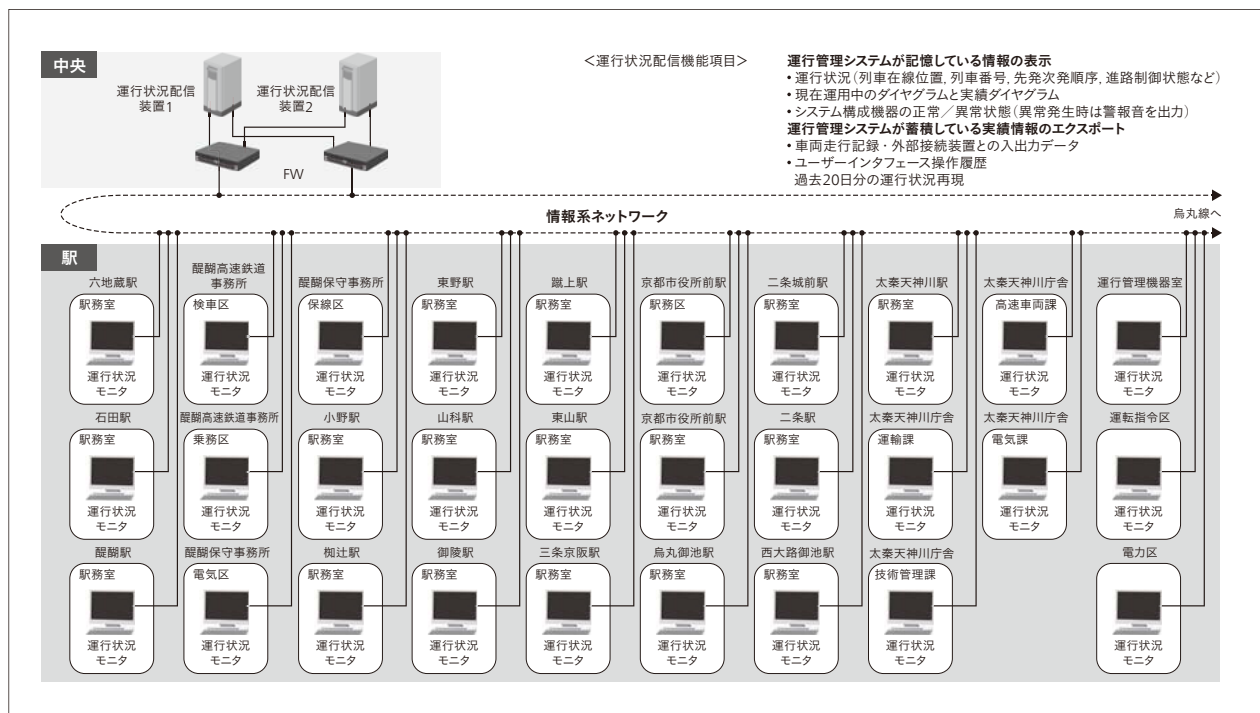 中央
運行状況配信
装置1
運行状況配信
装置2
FW
<運行状況配信機能項目>
運行管理システムが記憶している情報の表示
• 運行状況(列車在線位置, 列車番号, 先発次発順序, 進路制御状態など)
• 現在運用中のダイヤグラムと実績ダイヤグラム
• システム構成機器の正常/異常状態(異常発生時は警報音を出力)
運行管理システムが蓄積している実績情報のエクスポート
• 車両走行記録・外部接続装置との入出力データ
• ユーザーインタフェース操作履歴
過去20日分の運行状況再現
情報系ネットワーク
烏丸線へ
駅
六地蔵駅
駅務室
運行状況
モニタ
醍醐高速鉄道
事務所
検車区
運行状況
モニタ
醍醐保守事務所
保線区
運行状況
モニタ
東野駅
駅務室
運行状況
モニタ
蹴上駅
駅務室
運行状況
モニタ
京都市役所前駅
駅務区
運行状況
モニタ
二条城前駅
駅務室
運行状況
モニタ
太秦天神川駅
駅務室
運行状況
モニタ
太秦天神川庁舎
高速車両課
運行状況
モニタ
運行管理機器室
運行状況
モニタ
石田駅
駅務室
運行状況
モニタ
醍醐高速鉄道事務所
乗務区
運行状況
モニタ
小野駅
駅務室
運行状況
モニタ
山科駅
駅務室
運行状況
モニタ
東山駅
駅務室
運行状況
モニタ
京都市役所前駅
駅務室
運行状況
モニタ
二条駅
駅務室
運行状況
モニタ
太秦天神川庁舎
運輸課
運行状況
モニタ
太秦天神川庁舎
電気課
運行状況
モニタ
運転指令区
運行状況
モニタ
醍醐駅
駅務室
運行状況
モニタ
醍醐保守事務所
電気区
運行状況
モニタ
椥辻駅
駅務室
運行状況
モニタ
御陵駅
駅務室
運行状況
モニタ
三条京阪駅
駅務室
運行状況
モニタ
烏丸御池駅
駅務室
運行状況
モニタ
西大路御池駅
駅務室
運行状況
モニタ
太秦天神川庁舎
技術管理課
運行状況
モニタ
電力区
運行状況
モニタ